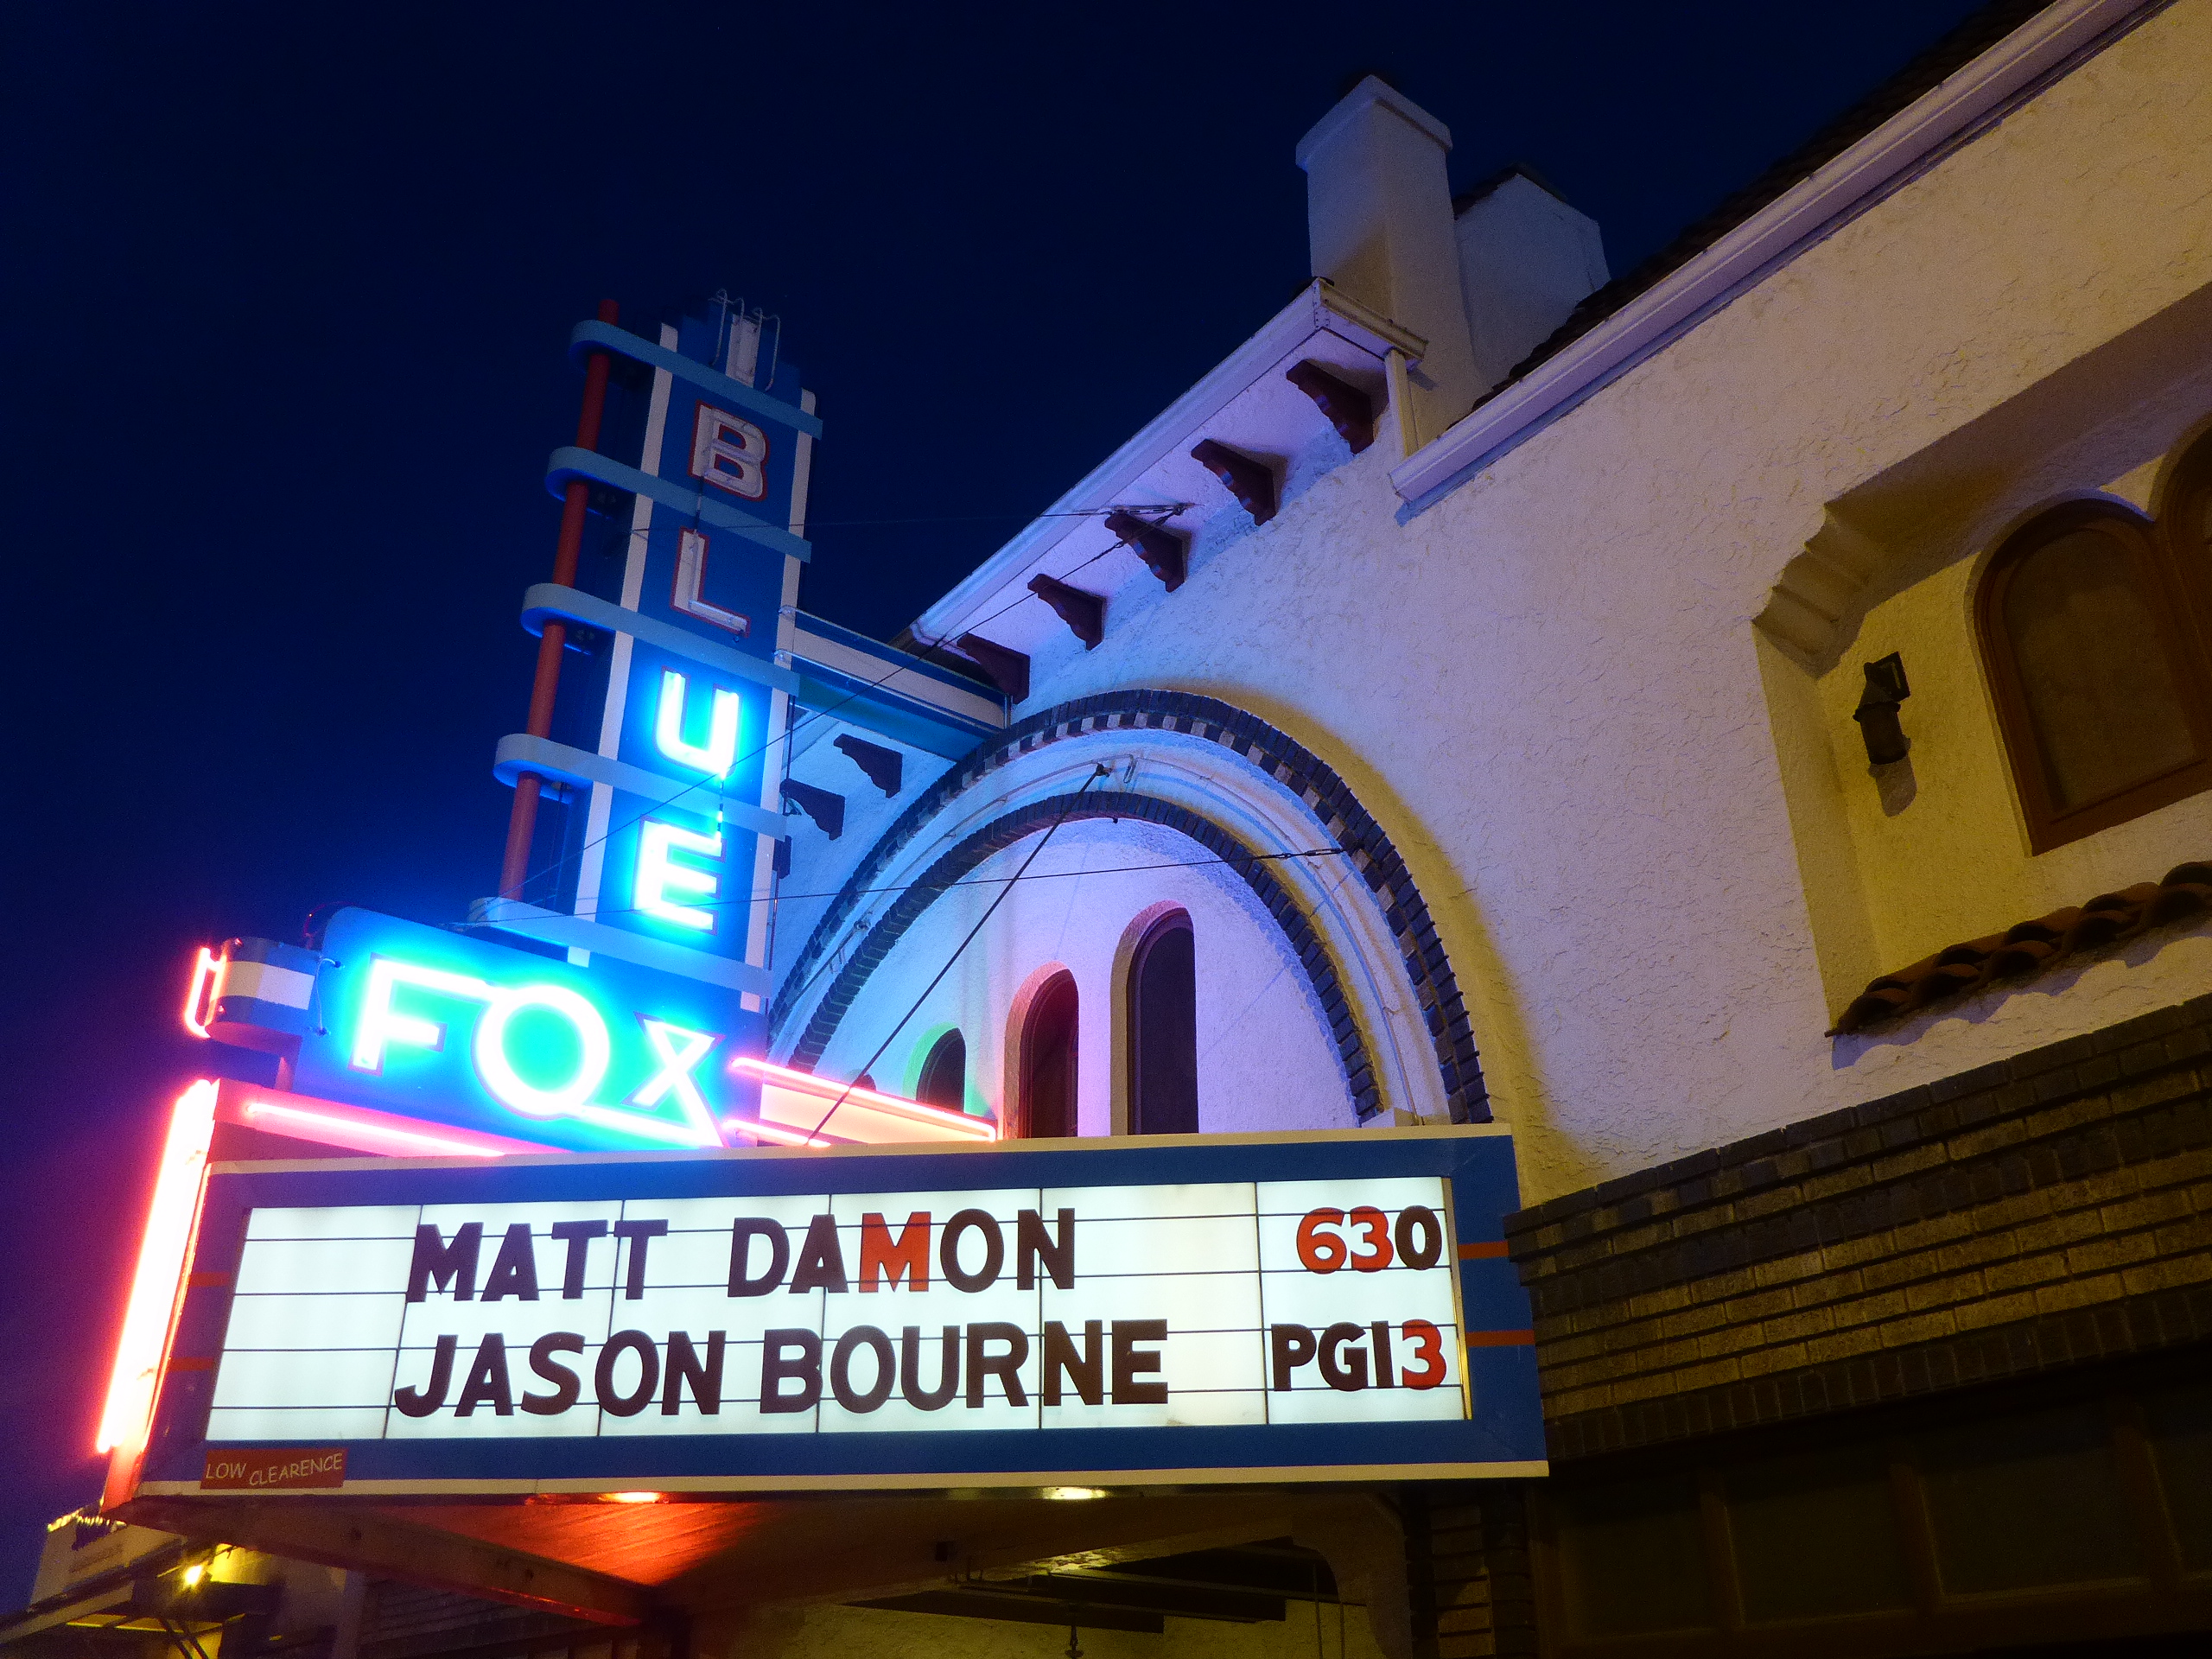 BLUE
FOX
MATT DAMON 630
JASON BOURNE PG13
LOW CLEARENCE